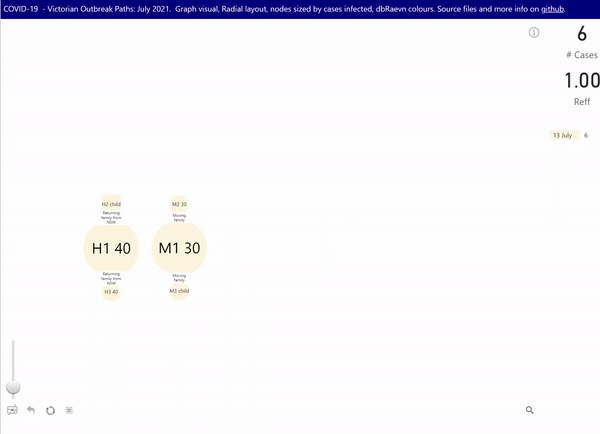 COVID-19 - Victorian Outbreak Paths: July 2021. Graph visual, Radial layout, nodes sized by cases infected, dbRaevn colours. Source files and more info on github.
6
# Cases
1.00
Reff
13 July 6
H2 child
Returning
family from
NSW
H1 40
Returning
family from
NSW
H3 40
M2 30
Moving
family
M1 30
Moving
family
M3 child